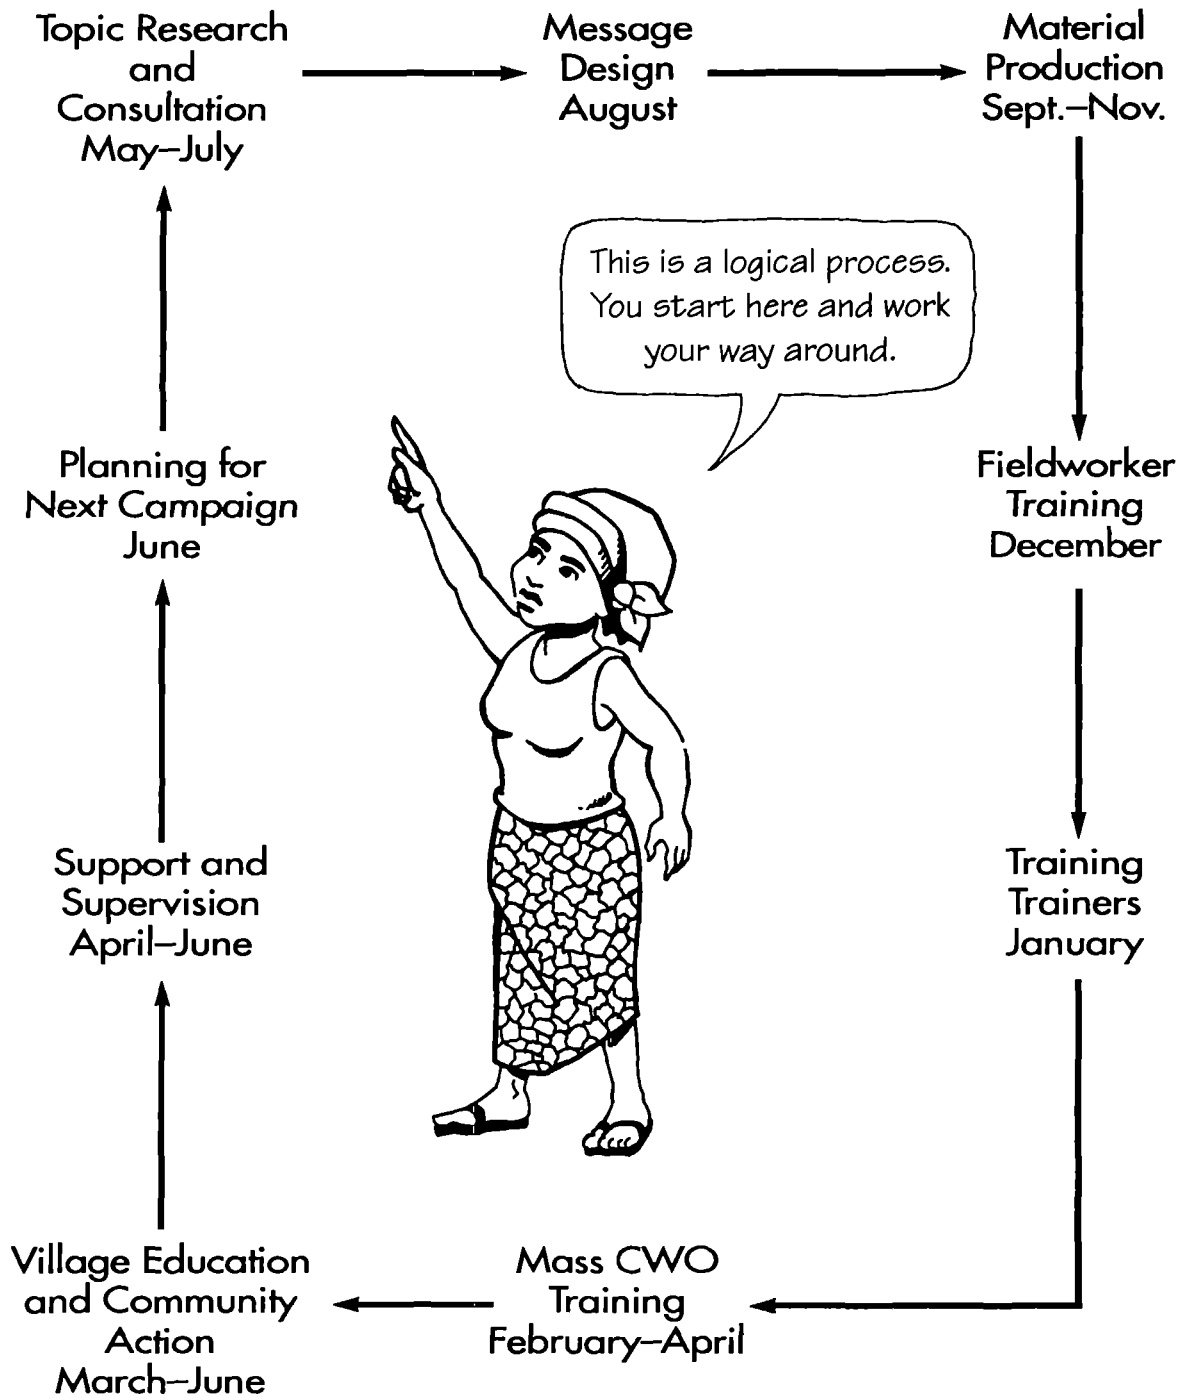 Topic Research
and
Consultation
May–July
Message
Design
August
Material
Production
Sept.–Nov.
This is a logical process.
You start here and work
your way around.
Planning for
Next Campaign
June
Fieldworker
Training
December
Support and
Supervision
April–June
Training
Trainers
January
Village Education
and Community
Action
March–June
Mass CWO
Training
February–April